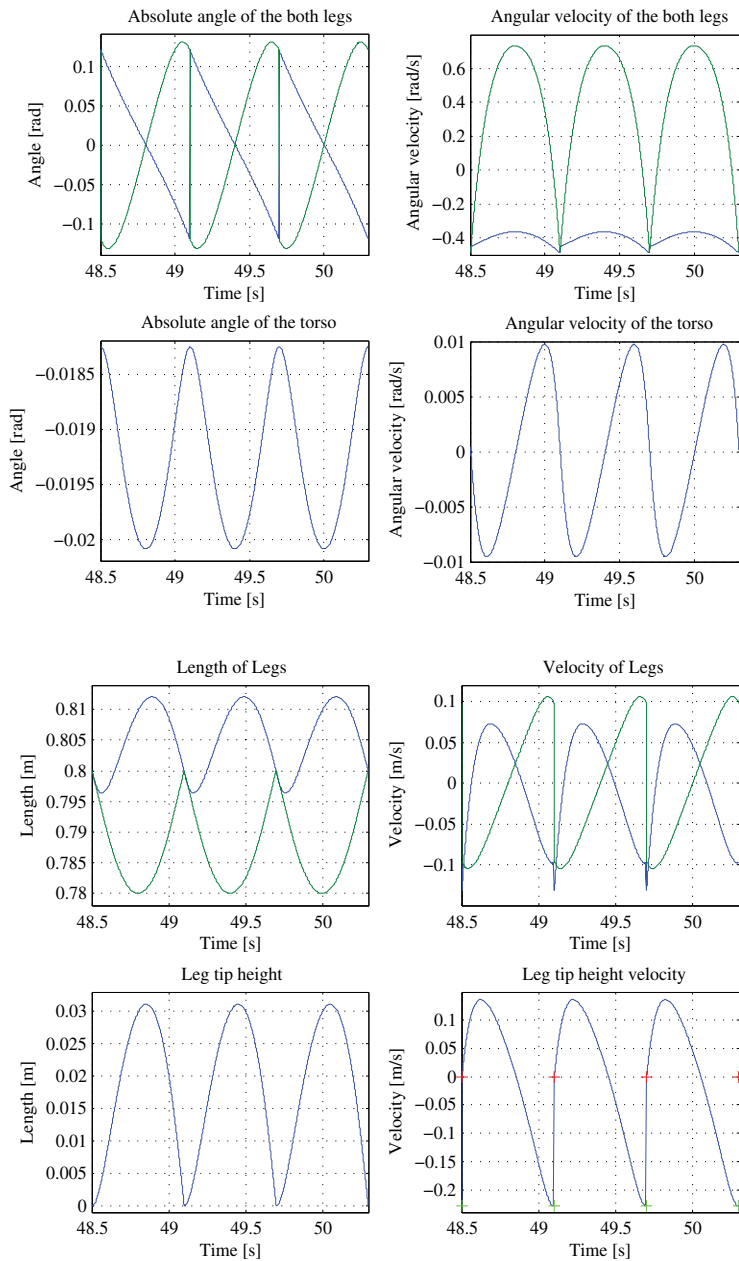 Absolute angle of the both legs
Angle [rad]
0.1
0.05
0
−0.05
−0.1
48.5 49 49.5 50
Time [s]
Angular velocity of the both legs
Angular velocity [rad/s]
0.6
0.4
0.2
0
−0.2
−0.4
48.5 49 49.5 50
Time [s]
Absolute angle of the torso
Angle [rad]
−0.0185
−0.019
−0.0195
−0.02
48.5 49 49.5 50
Time [s]
Angular velocity of the torso
Angular velocity [rad/s]
0.01
0.005
0
−0.005
−0.01
48.5 49 49.5 50
Time [s]
Length of Legs
Length [m]
0.81
0.805
0.8
0.795
0.79
0.785
0.78
48.5 49 49.5 50
Time [s]
Velocity of Legs
Velocity [m/s]
0.1
0.05
0
−0.05
−0.1
48.5 49 49.5 50
Time [s]
Leg tip height
Length [m]
0.03
0.025
0.02
0.015
0.01
0.005
0
48.5 49 49.5 50
Time [s]
Leg tip height velocity
Velocity [m/s]
0.1
0.05
0
−0.05
−0.1
−0.15
−0.2
48.5 49 49.5 50
Time [s]